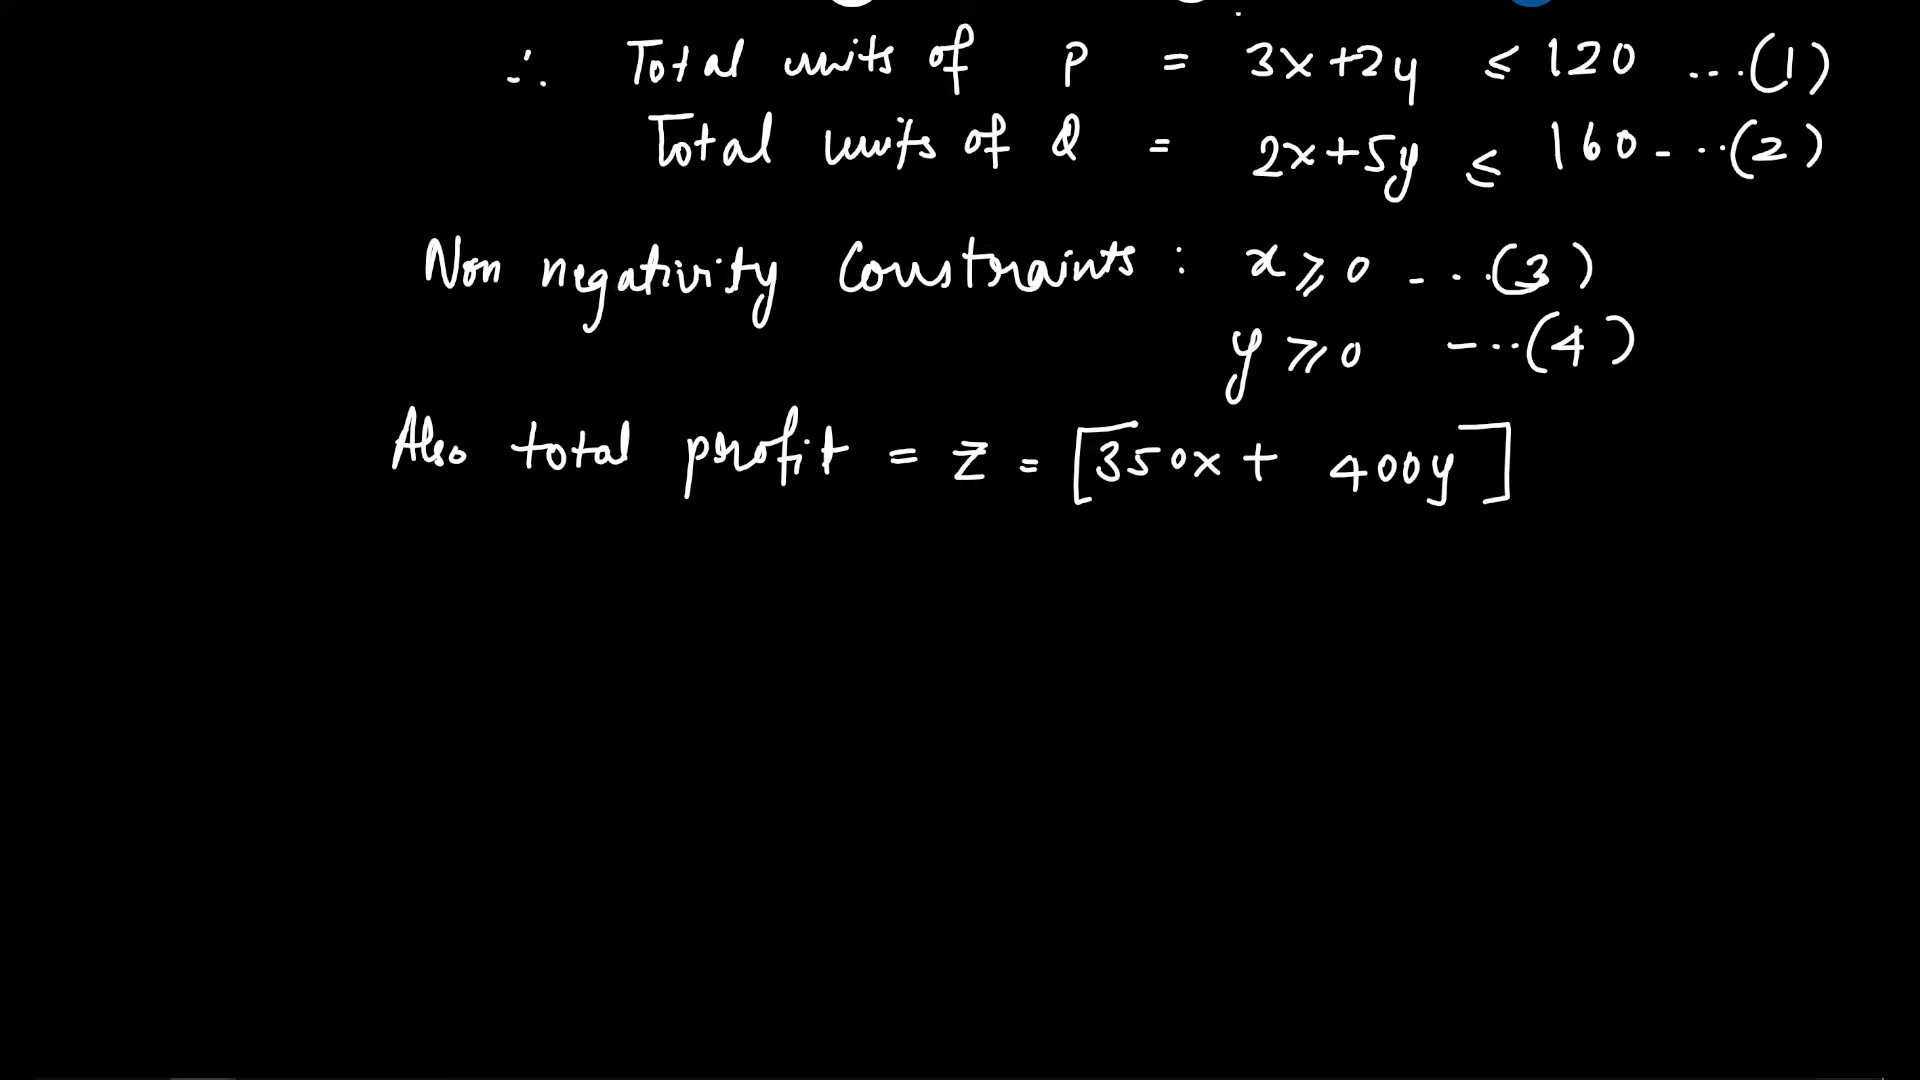 ∴ Total units of P = 3x+2y ≤ 120 ...(1)
Total units of Q = 2x+5y ≤ 160 - ...(2)
Non negativity Constraints : x ≥ 0 - ...(3)
y ≥ 0 - ...(4)
Also total profit = Z = [350x + 400y]